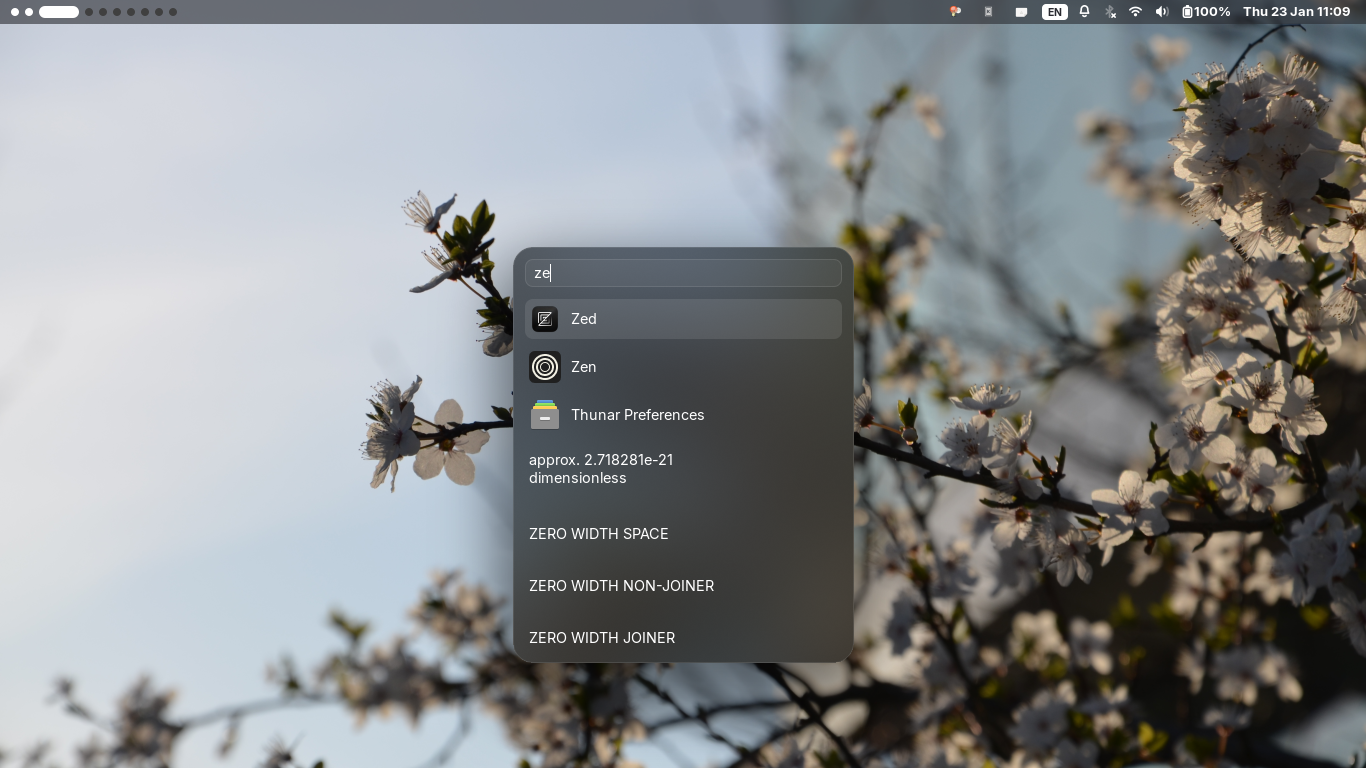 EN
100%
Thu 23 Jan 11:09
ze
Zed
Zen
Thunar Preferences
approx. 2.718281e-21
dimensionless
ZERO WIDTH SPACE
ZERO WIDTH NON-JOINER
ZERO WIDTH JOINER